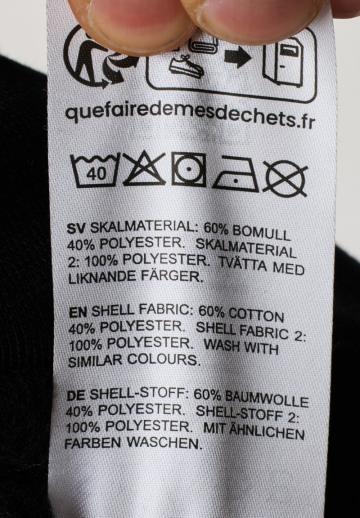 quefairedemesdechets.fr
40
SV SKALMATERIAL: 60% BOMULL
40% POLYESTER. SKALMATERIAL
2: 100% POLYESTER. TVÄTTA MED
LIKNANDE FÄRGER.
EN SHELL FABRIC: 60% COTTON
40% POLYESTER. SHELL FABRIC 2:
100% POLYESTER. WASH WITH
SIMILAR COLOURS.
DE SHELL-STOFF: 60% BAUMWOLLE
40% POLYESTER. SHELL-STOFF 2:
100% POLYESTER. MIT ÄHNLICHEN
FARBEN WASCHEN.